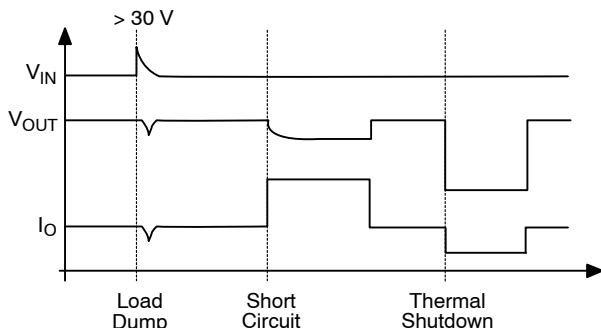 > 30 V
VIN
VOUT
IO
Load
Dump
Short
Circuit
Thermal
Shutdown